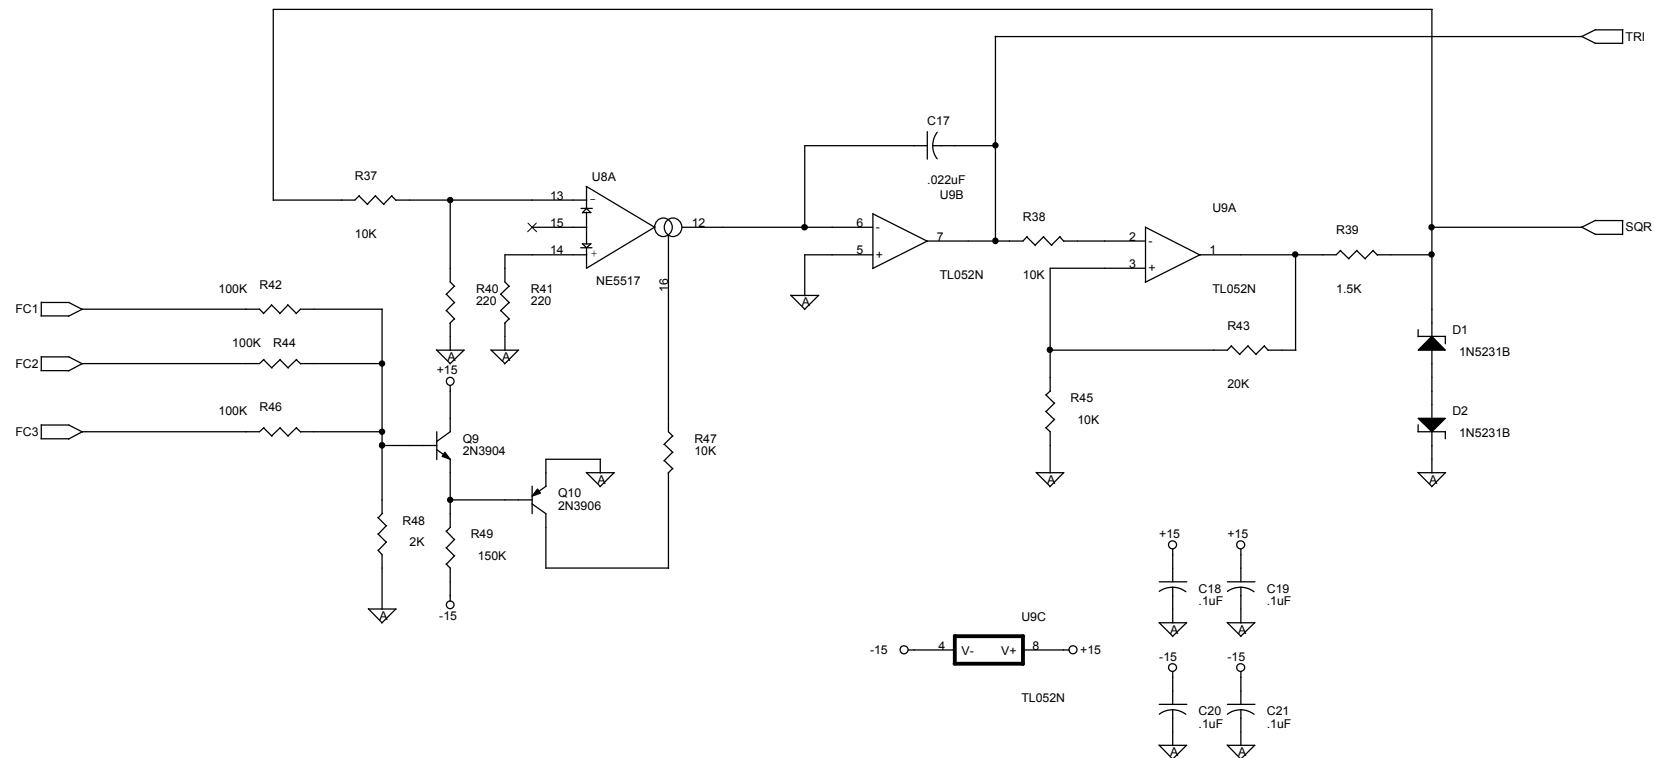 TRI
C17
.022uF
U9B
R37
10K
U8A
13
-
15
14
+
12
16
NE5517
R40
220
R41
220
A
A
6
-
5
+
7
TL052N
A
R38
10K
U9A
2
-
3
+
1
TL052N
R39
1.5K
SQR
R43
20K
R45
10K
A
D1
1N5231B
D2
1N5231B
A
FC1
100K
R42
FC2
100K
R44
FC3
100K
R46
+15
Q9
2N3904
Q10
2N3906
A
R47
10K
R48
2K
A
R49
150K
-15
U9C
-15
4
V-
V+
8
+15
TL052N
+15
+15
C18
.1uF
C19
.1uF
A
A
-15
-15
C20
.1uF
C21
.1uF
A
A